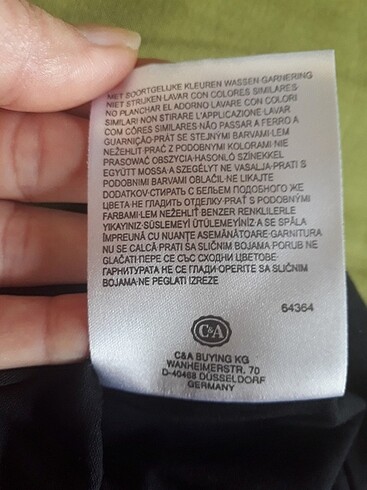 MET SOORTGELIJKE KLEUREN WASSEN·GARNERING
NIET STRIJKEN·LAVAR CON COLORES SIMILARES
NO PLANCHAR EL ADORNO·LAVARE CON COLORI
SIMILARI·NON STIRARE L'APPLICAZIONE·LAVAR
COM CÔRES SIMILARES·NÃO PASSAR A FERRO A
GUARNIÇÃO·PRÁT SE STEJNÝMI BARVAMI·LEM
NEŽEHLIT·PRAĆ Z PODOBNYMI KOLORAMI·NIE
PRASOWAĆ OBSZYCIA·HASONLÓ SZÍNEKKEL
EGYÜTT MOSSA·A SZEGÉLYT NE VASALJA·PRATI S
PODOBNIMI BARVAMI·OBLAČIL NE LIKAJTE
DODATKOV·СТИРАТЬ С БЕЛЬЕМ ПОДОБНОГО ЖЕ
ЦВЕТА·НЕ ГЛАДИТЬ ОТДЕЛКУ·PRAŤ S PODOBNÝMI
FARBAMI·LEM NEŽEHLIŤ·BENZER RENKLILERLE
YIKAYINIZ·SÜSLEMEYİ ÜTÜLEMEYİNİZ·A SE SPĂLA
ÎMPREUNĂ CU NUANȚE ASEMĂNĂTOARE·GARNITURA
NU SE CALCĂ·PRATI SA SLIČNIM BOJAMA·PORUB NE
GLAČATI·ПЕРЕ СЕ СЪС СХОДНИ ЦВЕТОВЕ·
ГАРНИТУРАТА НЕ СЕ ГЛАДИ·OPERITE SA SLIČNIM
BOJAMA·NE PEGLATI IZREZE
64364
C&A
C&A BUYING KG
WANHEIMERSTR. 70
D-40468 DÜSSELDORF
GERMANY